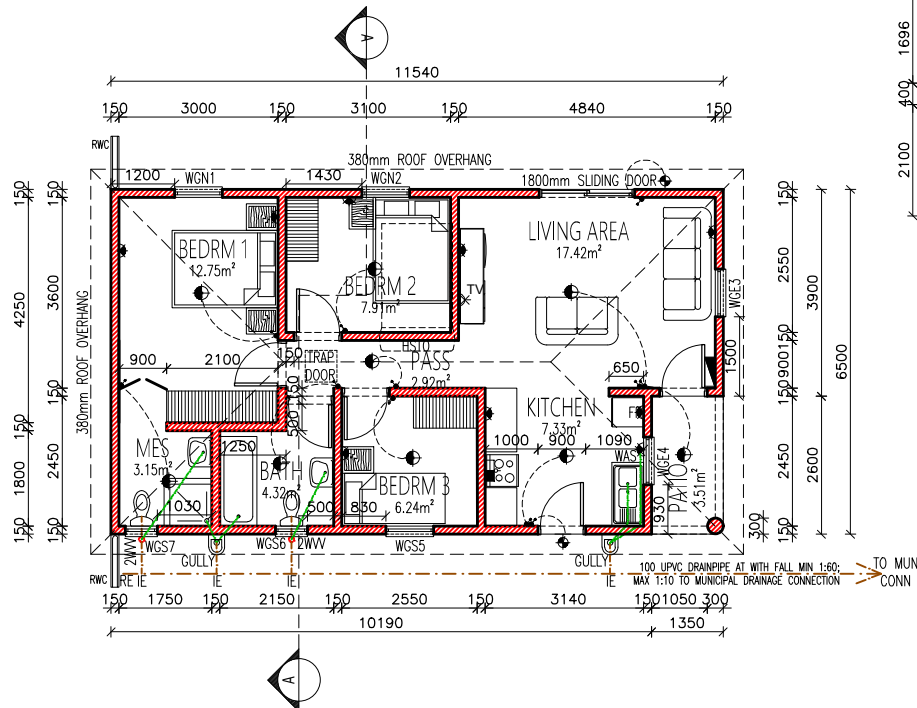 A
1696
11540
400
150 3000 150 3100 150 4840 150
2100
RWC
380mm ROOF OVERHANG
1200 WGN1 1430 WGN2 1800mm SLIDING DOOR
150 150 150
BEDRM 1
12.75m²
LIVING AREA
17.42m²
2550
4250 3600 3900
BEDRM 2
7.91m²
TV
WGE3
6500
380mm ROOF OVERHANG
HS10
900 2100 150 TRAP
DOOR
PASS
2.92m²
650
1500
150
900
150 150 150
150
500
KITCHEN
7.33m²
F
1000 900 1090
WAS
WGE4
150
MES
3.15m²
1250
BATH
4.32m²
BEDRM 3
6.24m²
PATIO
3.51m²
1800 2450 2450 2600
1030 500 830
930
300
150 150 150
2WV WGS7 WGS6 2WV WGS5
GULLY GULLY
RWC RE IE IE IE IE
100 UPVC DRAINPIPE AT WITH FALL MIN 1:60;
MAX 1:10 TO MUNICIPAL DRAINAGE CONNECTION
TO MUN
CONN
150 1750 150 2150 150 2550 150 3140 150 1050 300
10190 1350
A